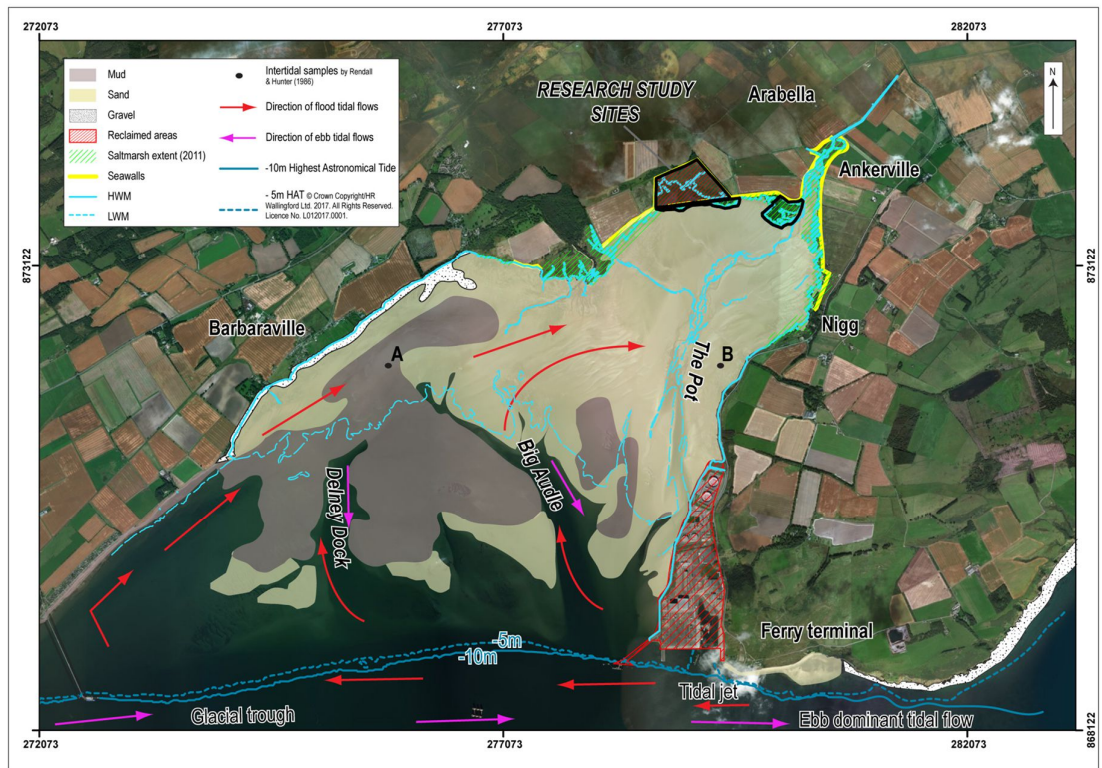 272073
277073
282073
Mud
Sand
Gravel
Reclaimed areas
Saltmarsh extent (2011)
Seawalls
HWM
LWM
Intertidal samples by Rendall
& Hunter (1986)
Direction of flood tidal flows
Direction of ebb tidal flows
-10m Highest Astronomical Tide
- 5m HAT © Crown Copyright/HR
Wallingford Ltd. 2017. All Rights Reserved.
Licence No. L012017.0001.
N
RESEARCH STUDY
SITES
Arabella
Ankerville
873122
873122
Barbaraville
Nigg
A
B
The Pot
Big Audle
Delney Dock
Ferry terminal
-5m
-10m
Tidal jet
Glacial trough
Ebb dominant tidal flow
868122
272073
277073
282073